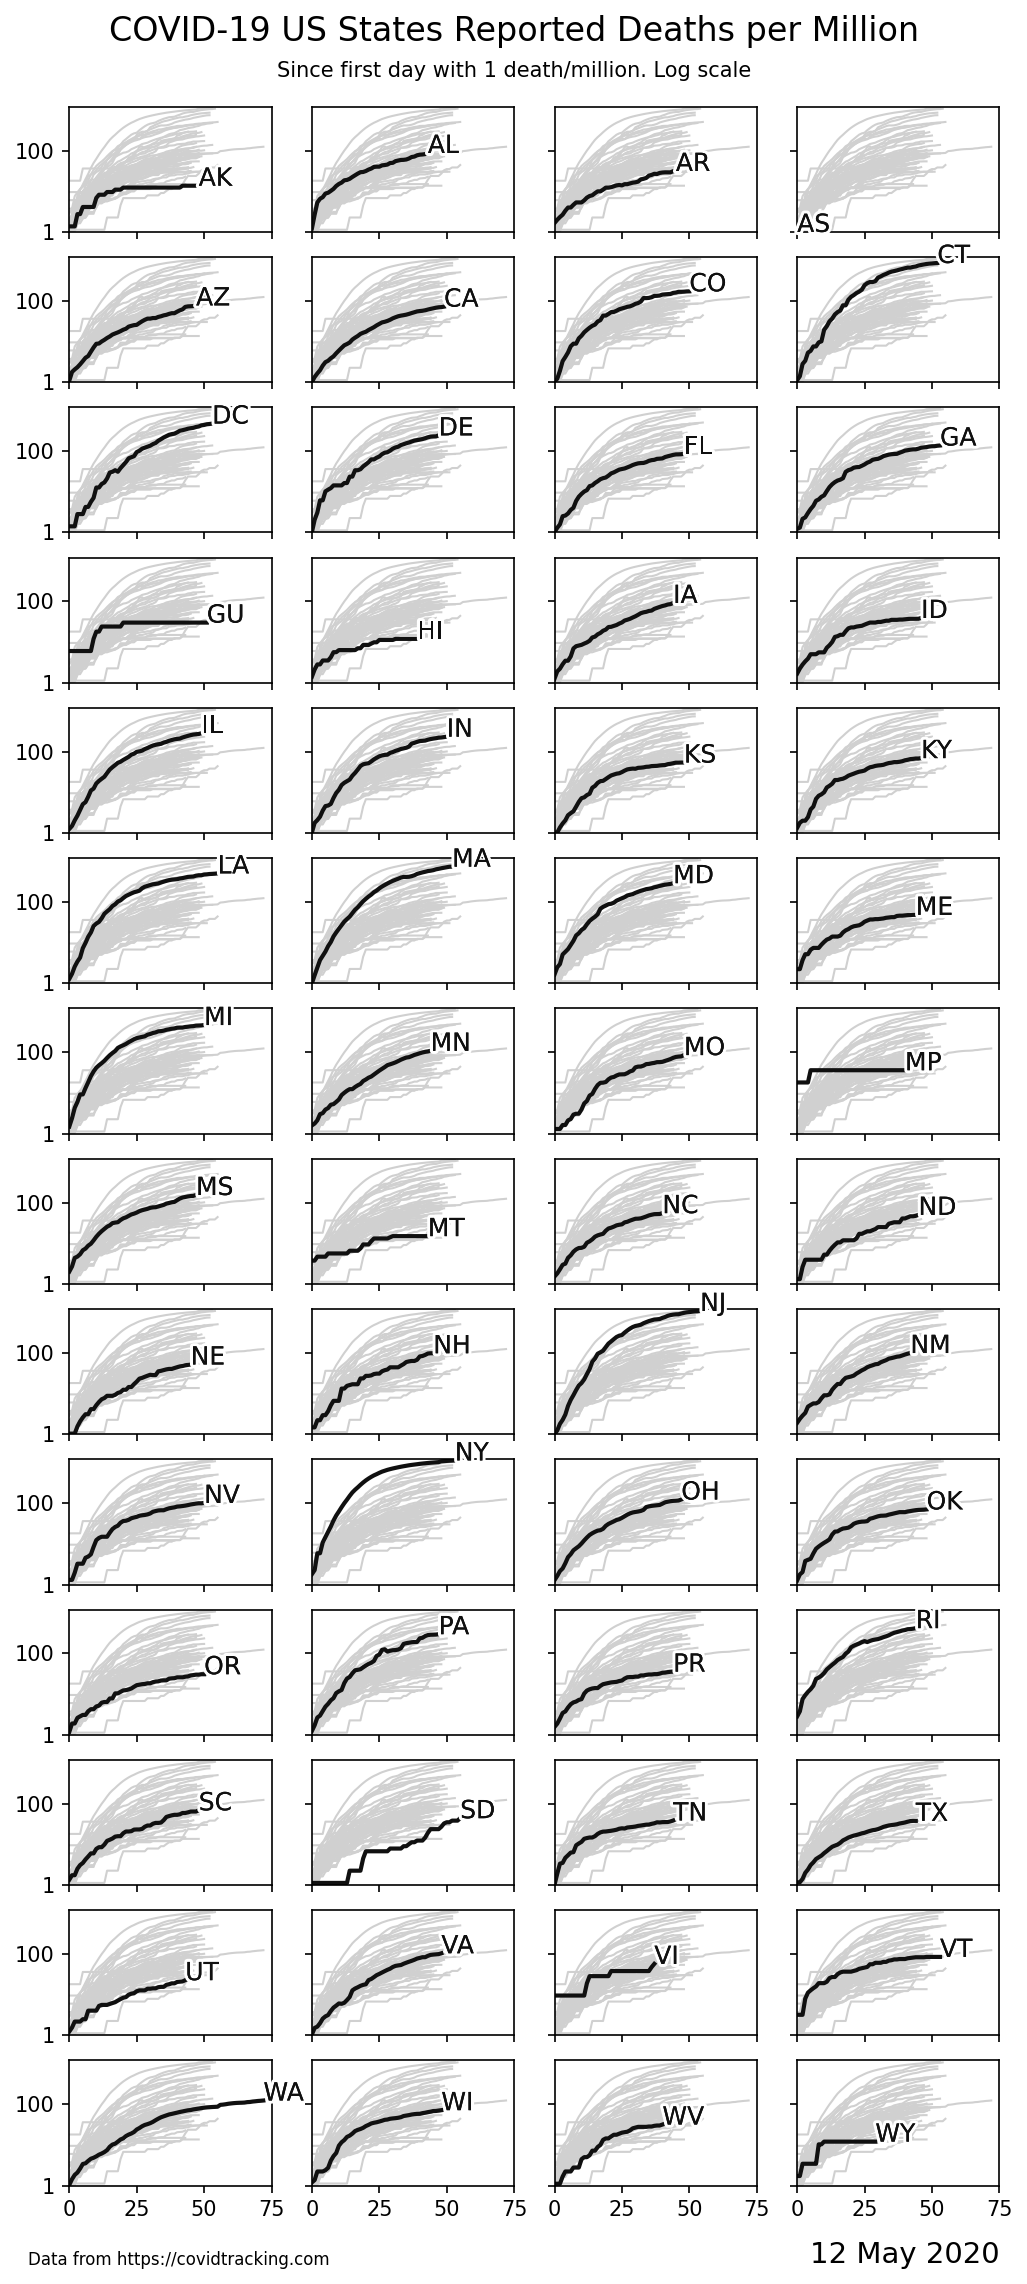 COVID-19 US States Reported Deaths per Million
Since first day with 1 death/million. Log scale
100 AK AL AR AS
1
100 AZ CA CO CT
1
100 DC DE FL GA
1
100 GU HI IA ID
1
100 IL IN KS KY
1
100 LA MA MD ME
1
100 MI MN MO MP
1
100 MS MT NC ND
1
100 NE NH NJ NM
1
100 NV NY OH OK
1
100 OR PA PR RI
1
100 SC SD TN TX
1
100 UT VA VI VT
1
100 WA WI WV WY
1
0 25 50 75 0 25 50 75 0 25 50 75 0 25 50 75
Data from https://covidtracking.com
12 May 2020